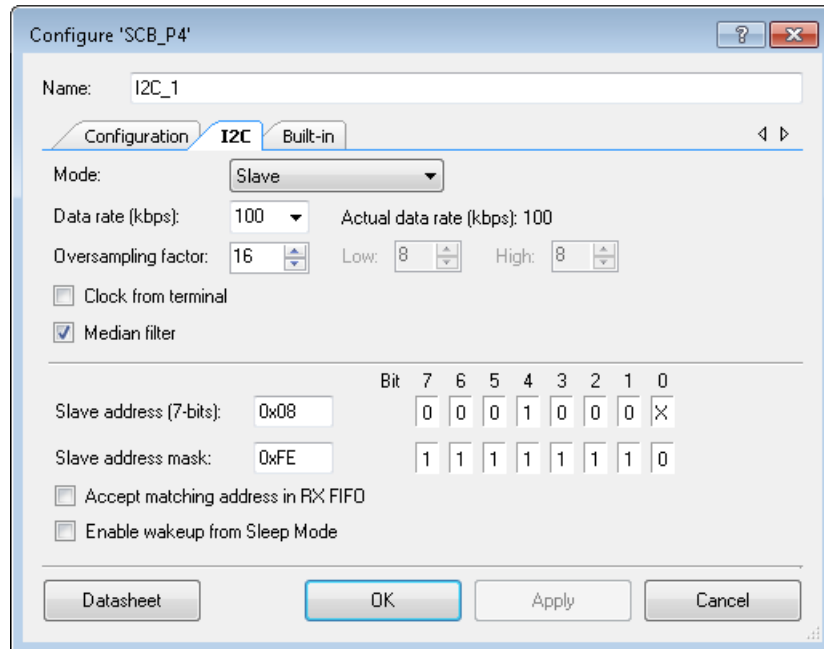 Configure 'SCB_P4'
Name: I2C_1
Configuration I2C Built-in
Mode: Slave
Data rate (kbps): 100 Actual data rate (kbps): 100
Oversampling factor: 16 Low: 8 High: 8
Clock from terminal
Median filter
Bit 7 6 5 4 3 2 1 0
Slave address (7-bits): 0x08 0 0 0 1 0 0 0 X
Slave address mask: 0xFE 1 1 1 1 1 1 1 0
Accept matching address in RX FIFO
Enable wakeup from Sleep Mode
Datasheet OK Apply Cancel